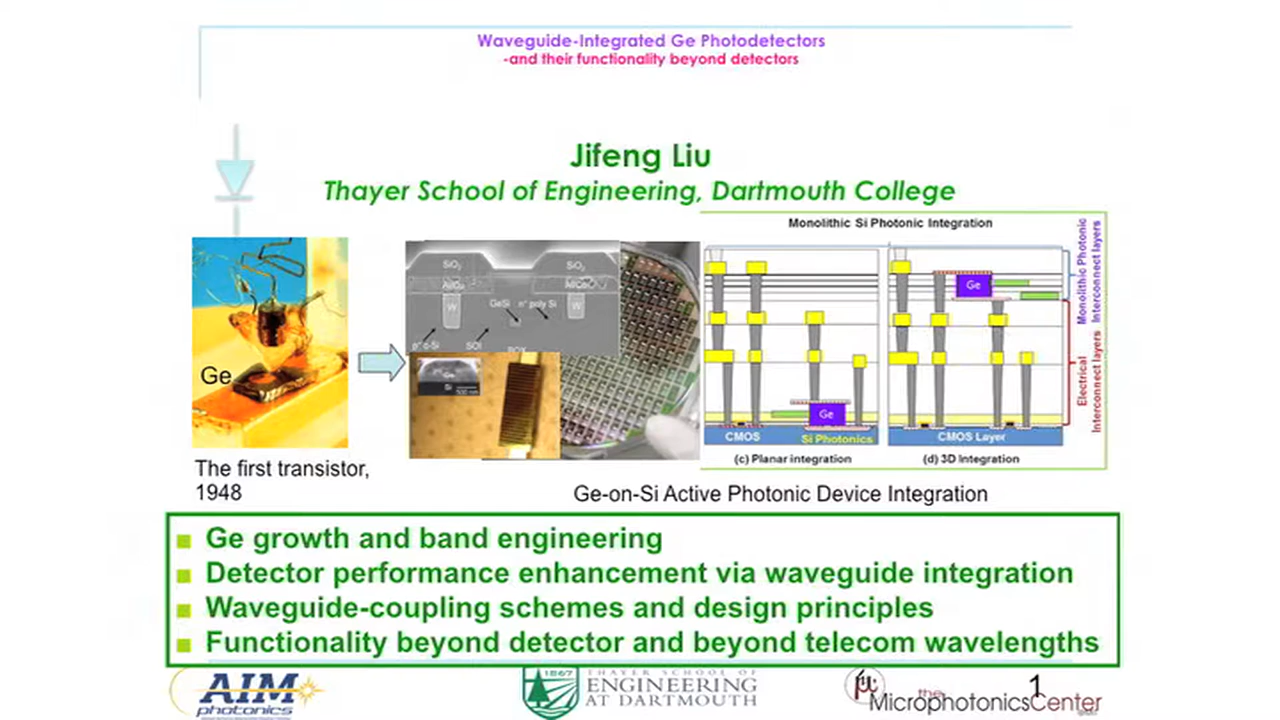 Waveguide-Integrated Ge Photodetectors
-and their functionality beyond detectors
Jifeng Liu
Thayer School of Engineering, Dartmouth College
Monolithic Si Photonic Integration
Monolithic Photonic
Interconnect layers
Electrical
Interconnect layers
SiO2
SiO2
W
W
GeSi
n+ poly Si
p+ c-Si
SOI
BOX
Ge
Si
Ge
Ge
Ge
CMOS
Si Photonics
CMOS Layer
(c) Planar integration
(d) 3D Integration
The first transistor,
1948
Ge-on-Si Active Photonic Device Integration
Ge growth and band engineering
Detector performance enhancement via waveguide integration
Waveguide-coupling schemes and design principles
Functionality beyond detector and beyond telecom wavelengths
AIM
photonics
1867
THAYER SCHOOL OF
ENGINEERING
AT DARTMOUTH
μ
the
MicrophotonicsCenter
1